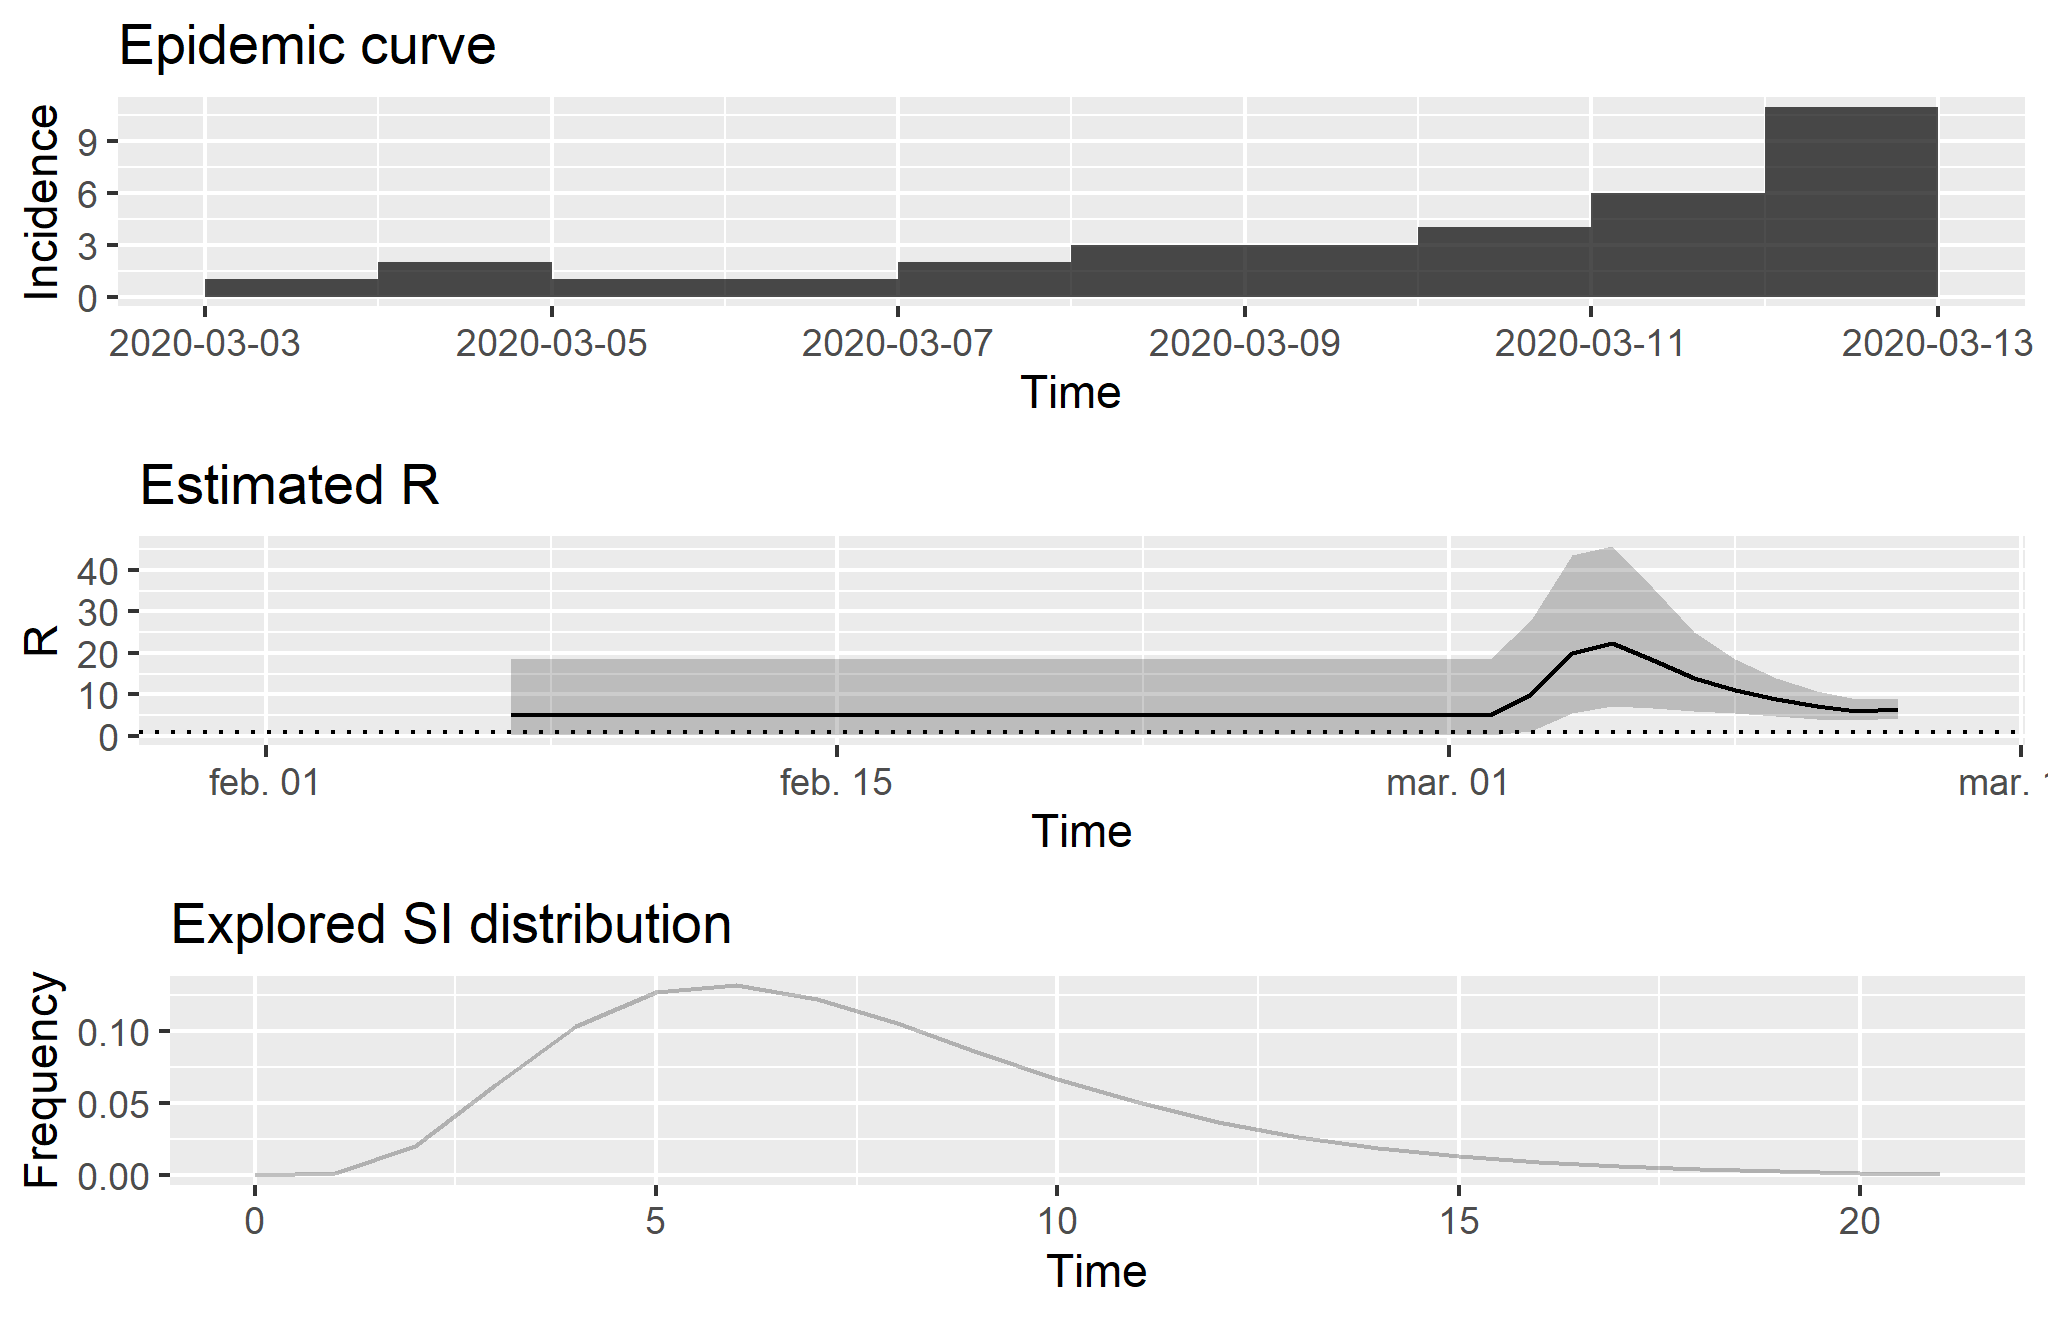 Epidemic curve
Incidence
9
6
3
0
2020-03-03 2020-03-05 2020-03-07 2020-03-09 2020-03-11 2020-03-13
Time
Estimated R
R
40
30
20
10
0
feb. 01 feb. 15 mar. 01 mar.
Time
Explored SI distribution
Frequency
0.10
0.05
0.00
0 5 10 15 20
Time